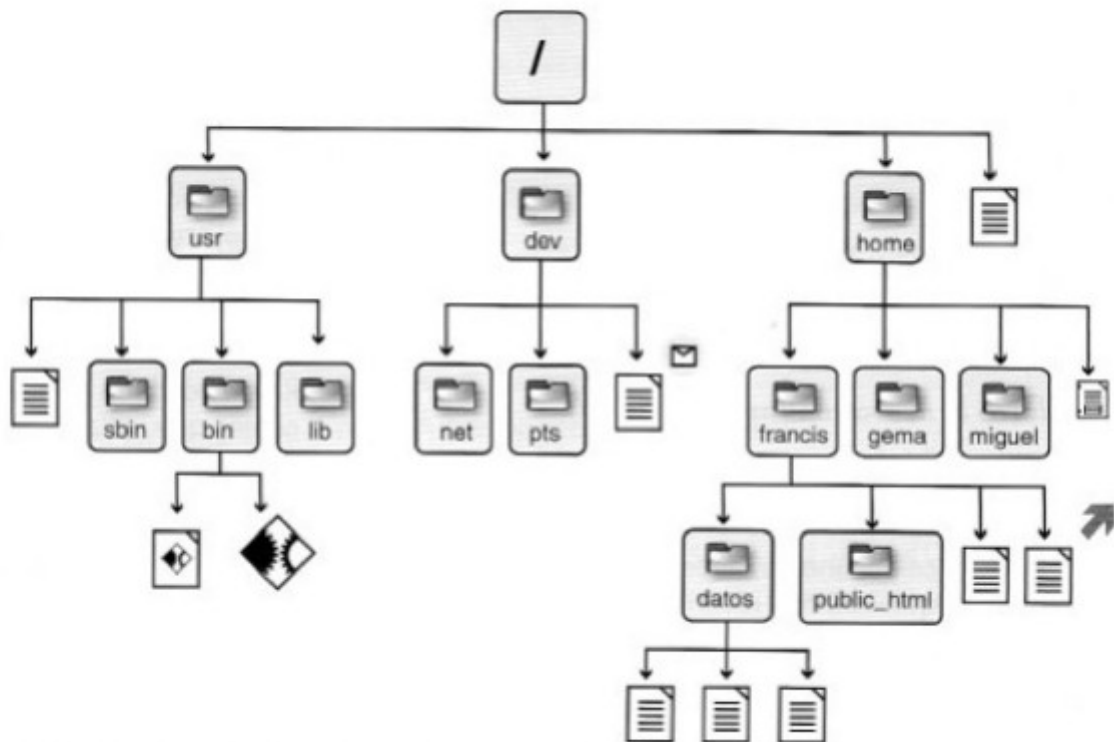 /
usr
dev
home
sbin
bin
lib
net
pts
francis
gema
miguel
datos
public_html